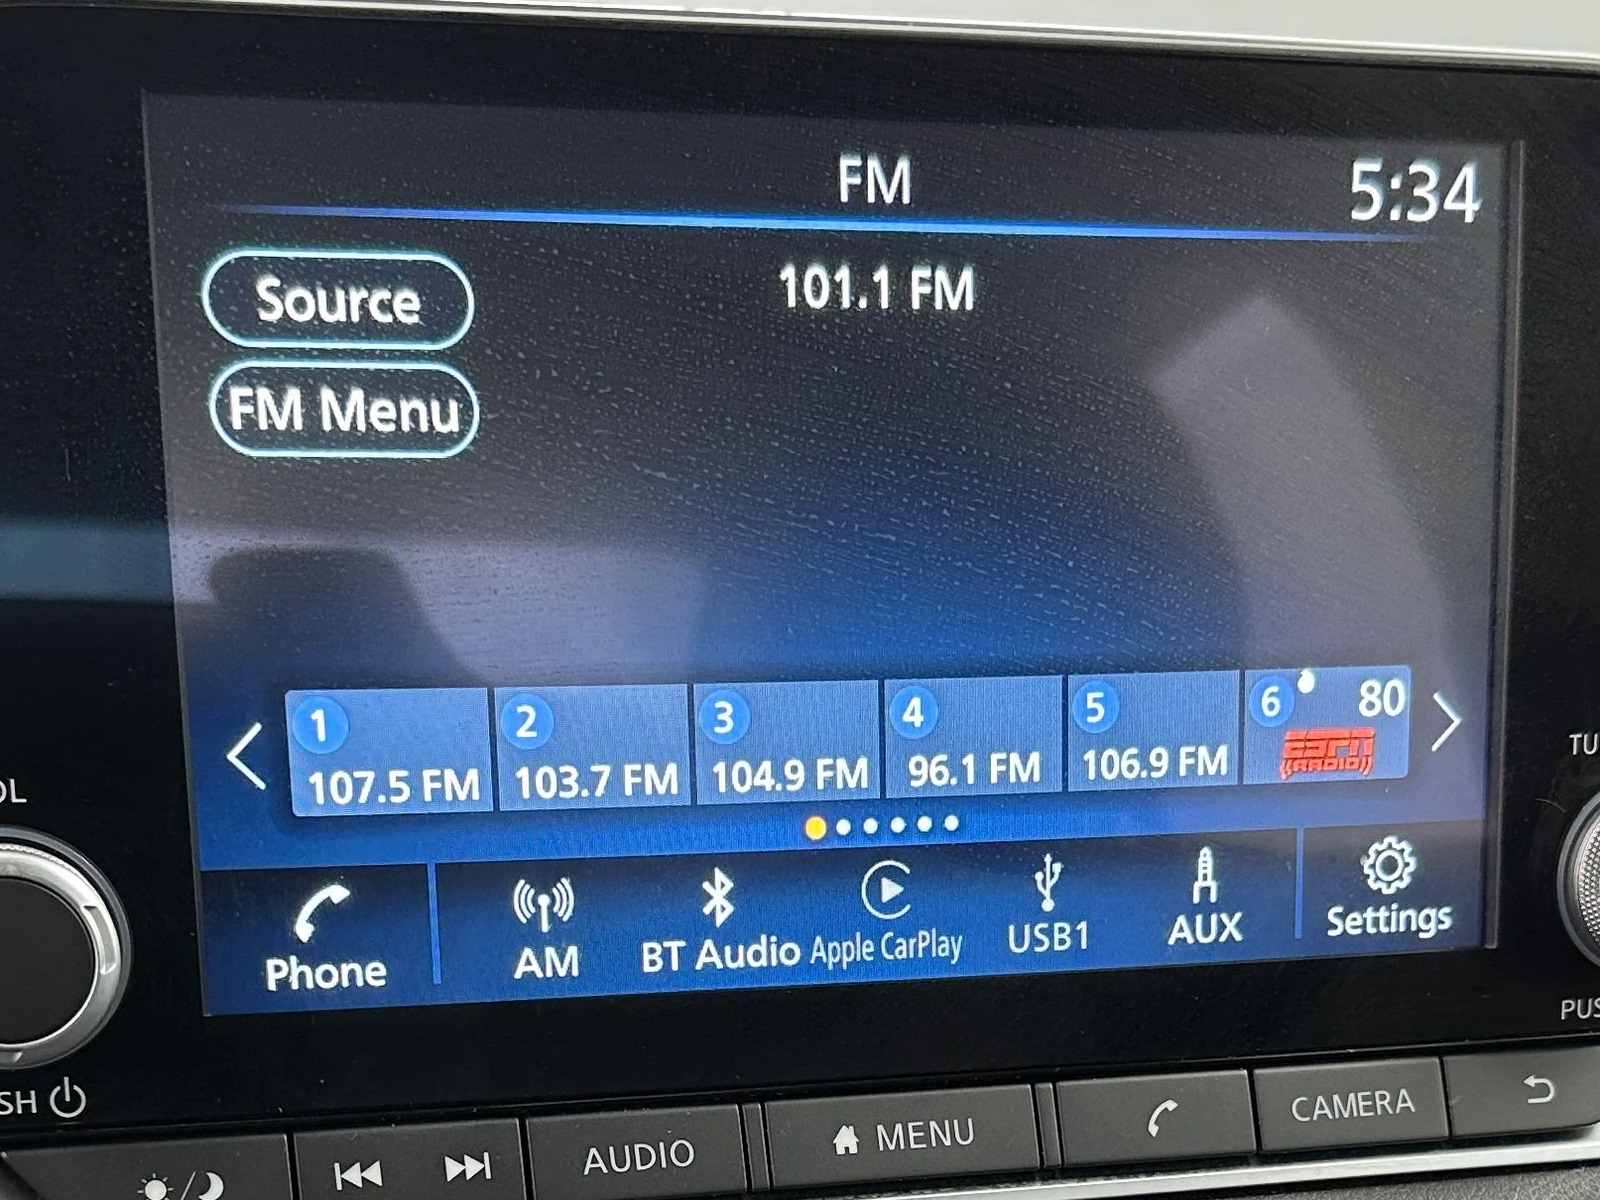 FM
5:34
Source
101.1 FM
FM Menu
1
107.5 FM
2
103.7 FM
3
104.9 FM
4
96.1 FM
5
106.9 FM
6
80
ESPN
RADIO
Phone
AM
BT Audio
Apple CarPlay
USB1
AUX
Settings
OL
TU
SH
PUS
AUDIO
MENU
CAMERA